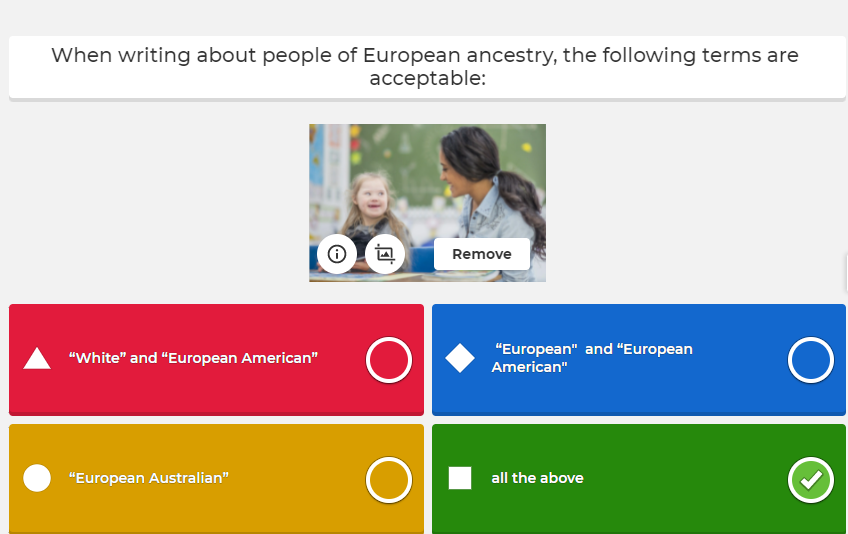 When writing about people of European ancestry, the following terms are
acceptable:
Remove
“White” and “European American”
“European" and “European
American"
“European Australian”
all the above